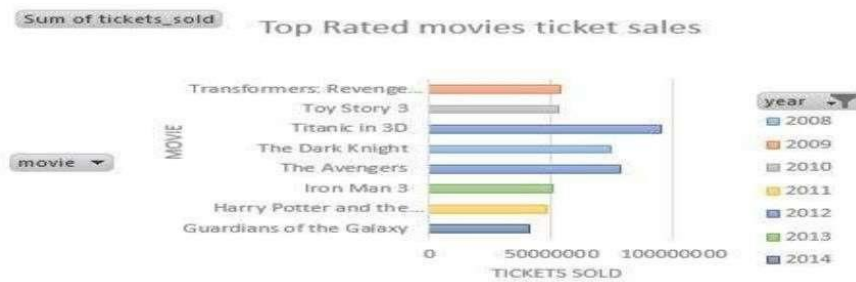 Sum of tickets_sold
Top Rated movies ticket sales
Transformers: Revenge...
Toy Story 3
Titanic in 3D
The Dark Knight
The Avengers
Iron Man 3
Harry Potter and the...
Guardians of the Galaxy
MOVIE
movie
0 50000000 100000000
TICKETS SOLD
year
2008
2009
2010
2011
2012
2013
2014